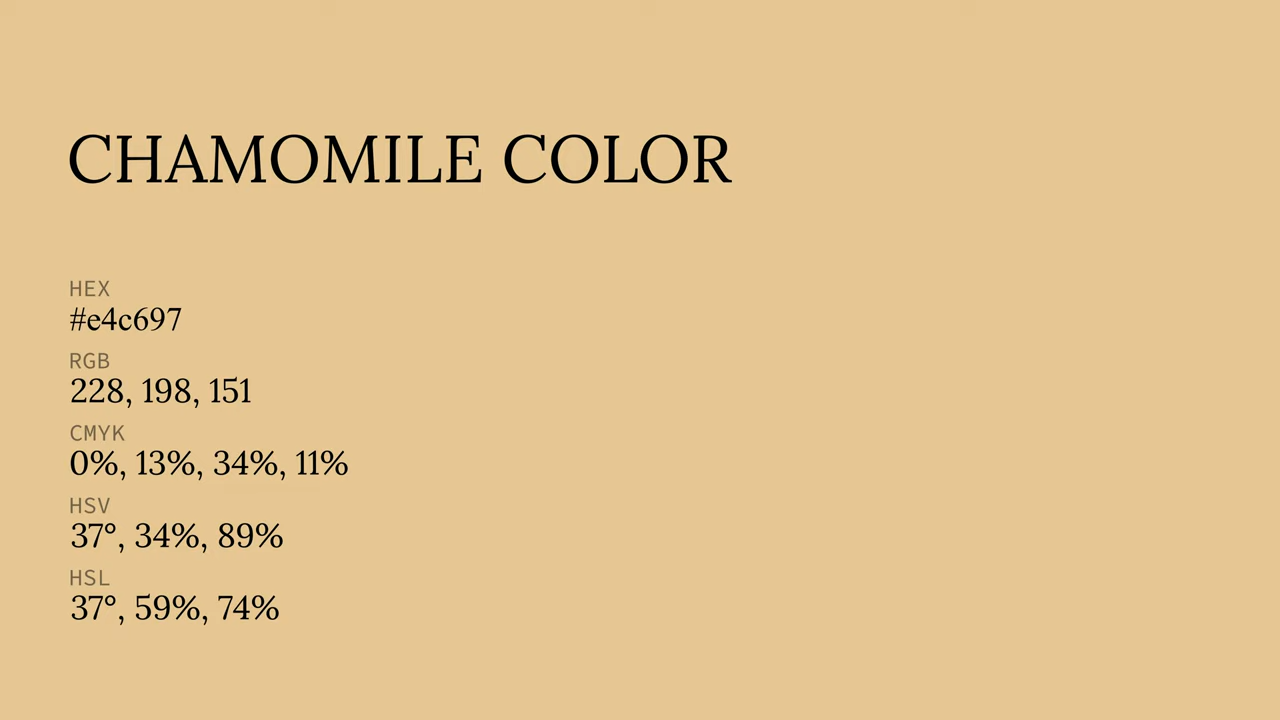 CHAMOMILE COLOR
HEX
#e4c697
RGB
228, 198, 151
CMYK
0%, 13%, 34%, 11%
HSV
37°, 34%, 89%
HSL
37°, 59%, 74%